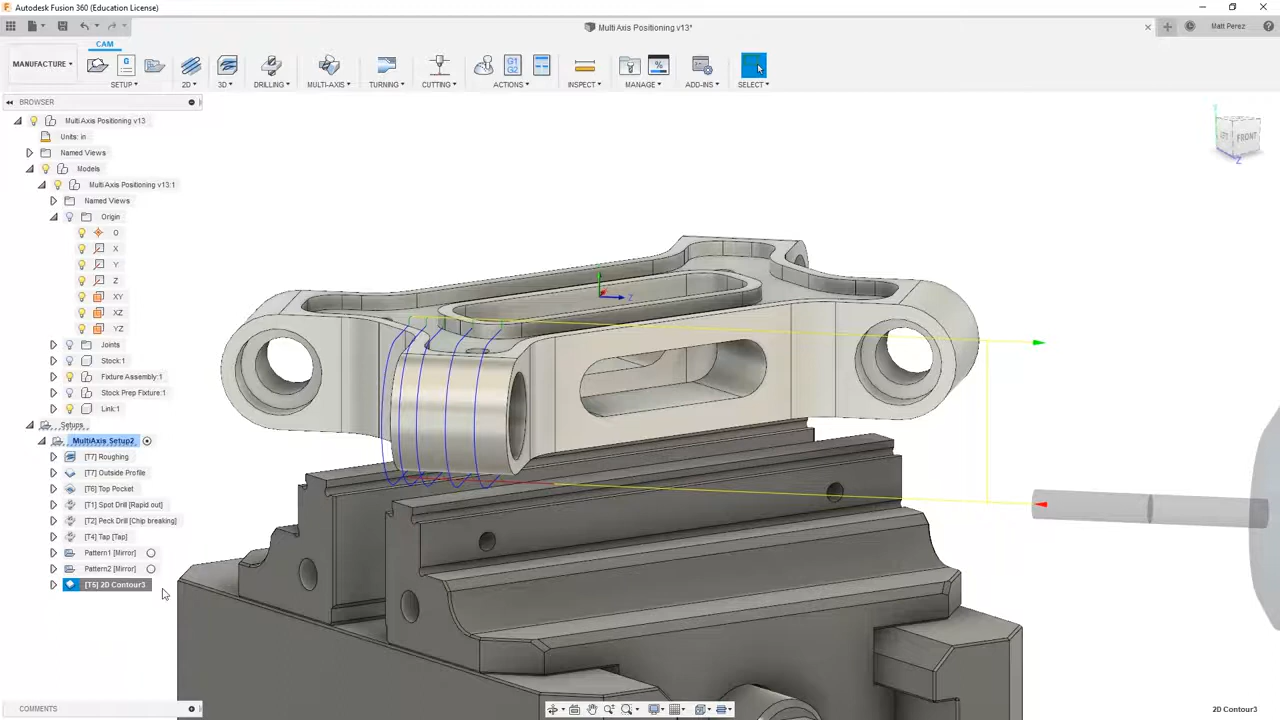 Autodesk Fusion 360 (Education License)
Multi Axis Positioning v13*
Matt Perez
CAM
MANUFACTURE
G1
G2
SETUP
2D
3D
DRILLING
MULTI-AXIS
TURNING
CUTTING
ACTIONS
INSPECT
MANAGE
ADD-INS
SELECT
BROWSER
Multi Axis Positioning v13
Units: in
Named Views
Models
Multi Axis Positioning v13:1
Named Views
Origin
O
X
Y
Z
XY
XZ
YZ
Joints
Stock:1
Fixture Assembly:1
Stock Prep Fixture:1
Link:1
Setups
MultiAxis Setup2
[T7] Roughing
[T7] Outside Profile
[T6] Top Pocket
[T1] Spot Drill [Rapid out]
[T2] Peck Drill [Chip breaking]
[T4] Tap [Tap]
Pattern1 [Mirror]
Pattern2 [Mirror]
[T5] 2D Contour3
FRONT
Z
Z
COMMENTS
2D Contour3